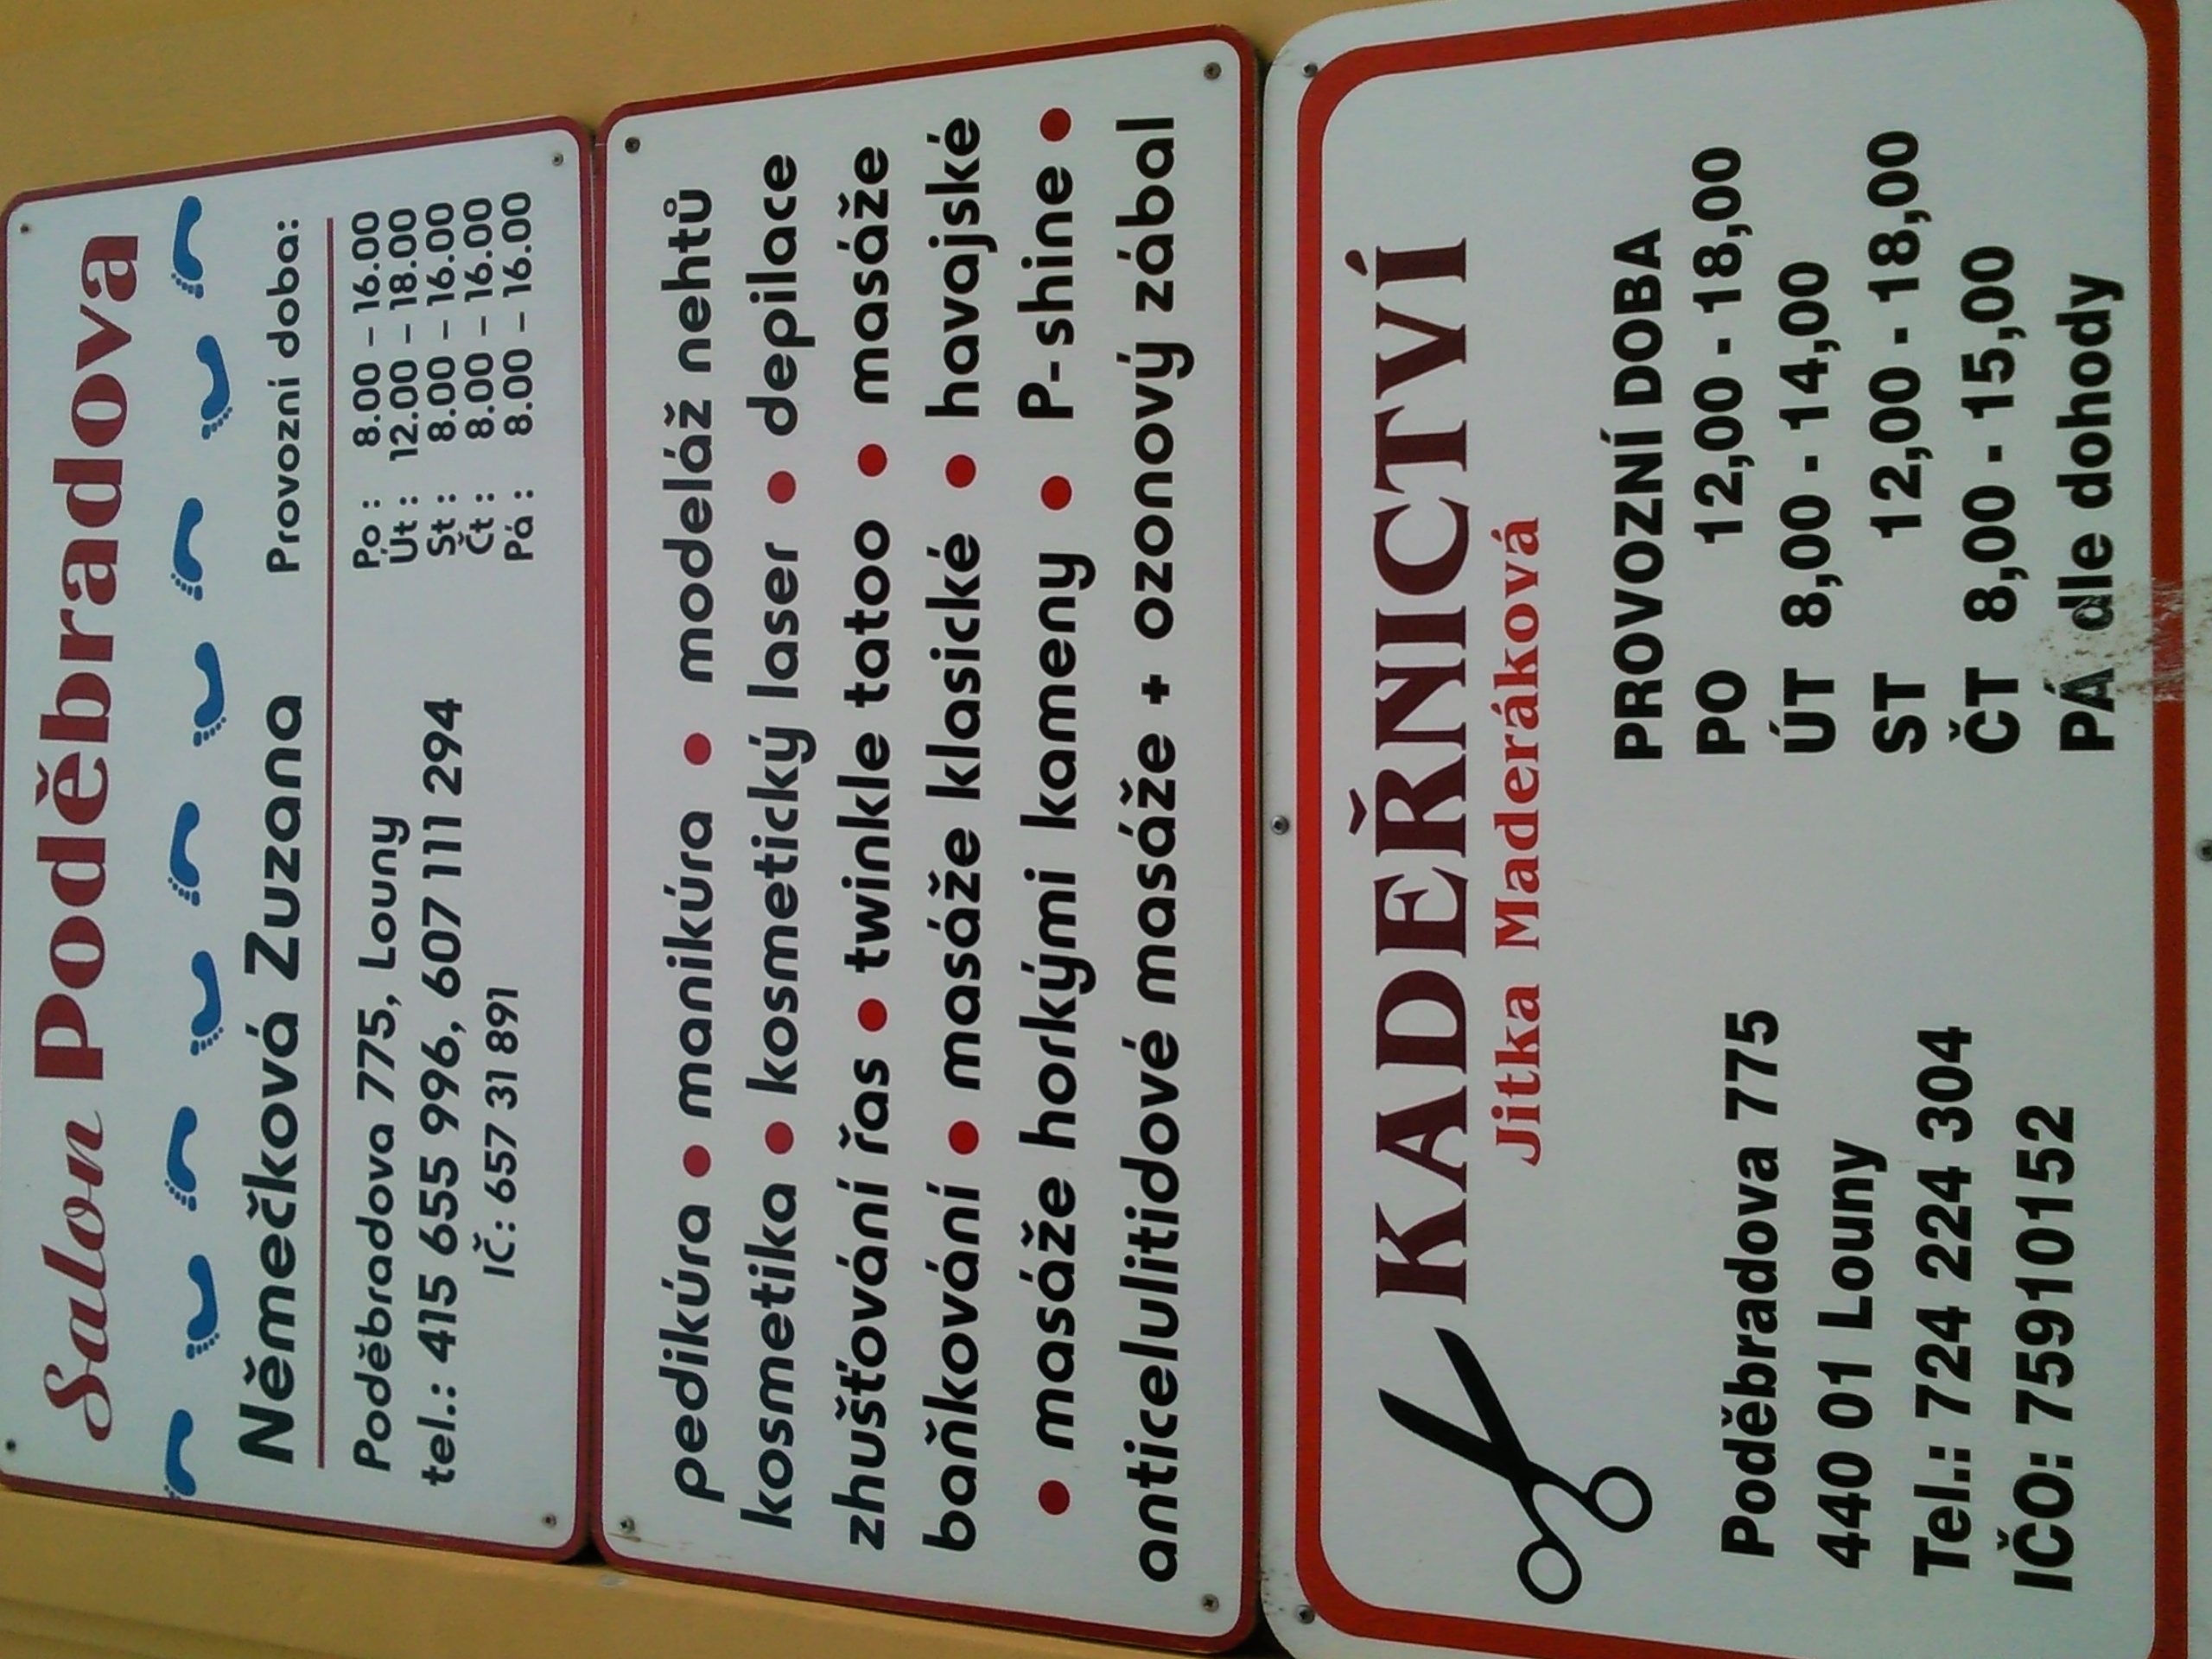 Salon Poděbradova
Němečková Zuzana
Poděbradova 775, Louny
tel.: 415 655 996, 607 111 294
IČ: 657 31 891
Provozní doba:
Po: 8.00 – 16.00
Út: 12.00 – 18.00
St: 8.00 – 16.00
Čt: 8.00 – 16.00
Pá: 8.00 – 16.00
pedikúra • manikúra • modeláž nehtů
kosmetika • kosmetický laser • depilace
zhušťování řas • twinkle tatoo • masáže
baňkování • masáže klasické • havajské
• masáže horkými kameny • P-shine •
anticelulitidové masáže + ozonový zábal
KADEŘNICTVÍ
Jitka Maderáková
Poděbradova 775
440 01 Louny
Tel.: 724 224 304
IČO: 75910152
PROVOZNÍ DOBA
PO 12,00 - 18,00
ÚT 8,00 - 14,00
ST 12,00 - 18,00
ČT 8,00 - 15,00
PÁ dle dohody